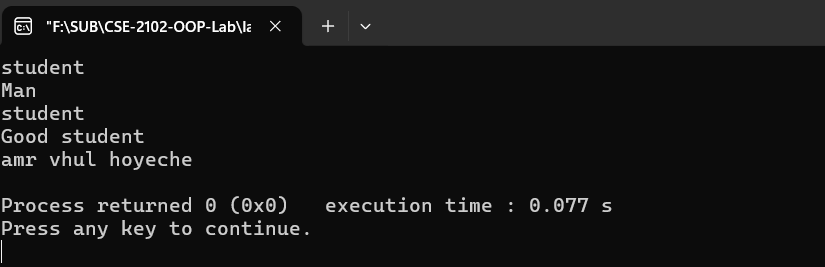 "F:\SUB\CSE-2102-OOP-Lab\la
student
Man
student
Good student
amr vhul hoyeche
Process returned 0 (0x0)   execution time : 0.077 s
Press any key to continue.